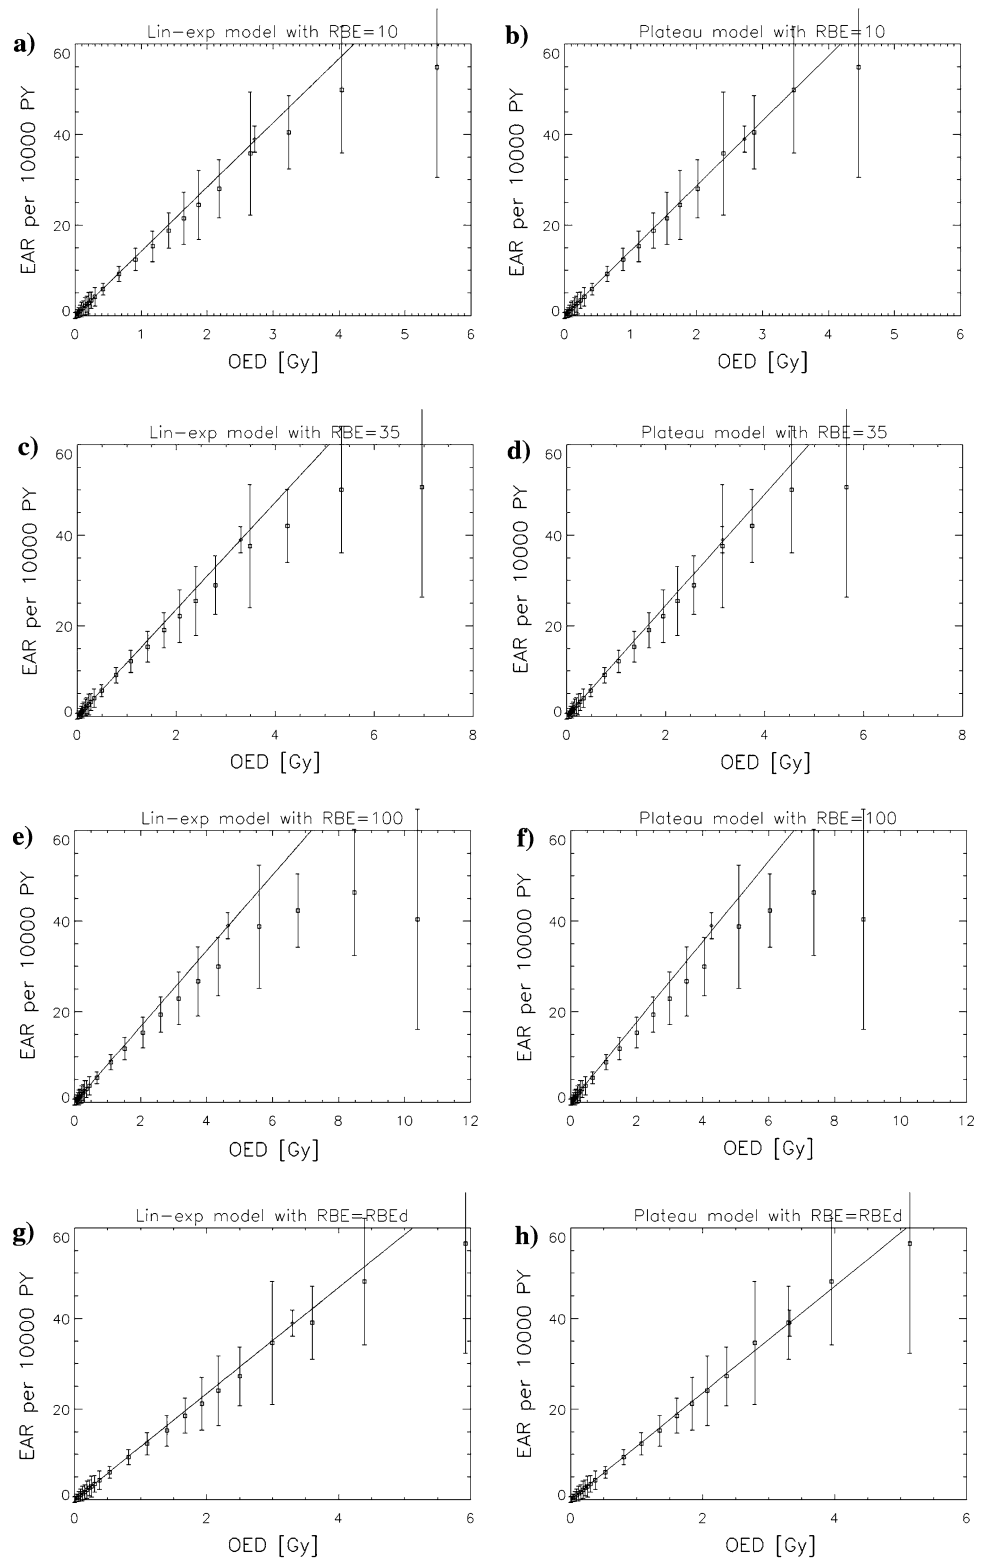 a) Lin-exp model with RBE=10
EAR per 10000 PY
60
40
20
0
0 1 2 3 4 5 6
OED [Gy]
b) Plateau model with RBE=10
EAR per 10000 PY
60
40
20
0
0 1 2 3 4 5 6
OED [Gy]
c) Lin-exp model with RBE=35
EAR per 10000 PY
60
40
20
0
0 2 4 6 8
OED [Gy]
d) Plateau model with RBE=35
EAR per 10000 PY
60
40
20
0
0 2 4 6 8
OED [Gy]
e) Lin-exp model with RBE=100
EAR per 10000 PY
60
40
20
0
0 2 4 6 8 10 12
OED [Gy]
f) Plateau model with RBE=100
EAR per 10000 PY
60
40
20
0
0 2 4 6 8 10 12
OED [Gy]
g) Lin-exp model with RBE=RBEd
EAR per 10000 PY
60
40
20
0
0 2 4 6
OED [Gy]
h) Plateau model with RBE=RBEd
EAR per 10000 PY
60
40
20
0
0 2 4 6
OED [Gy]